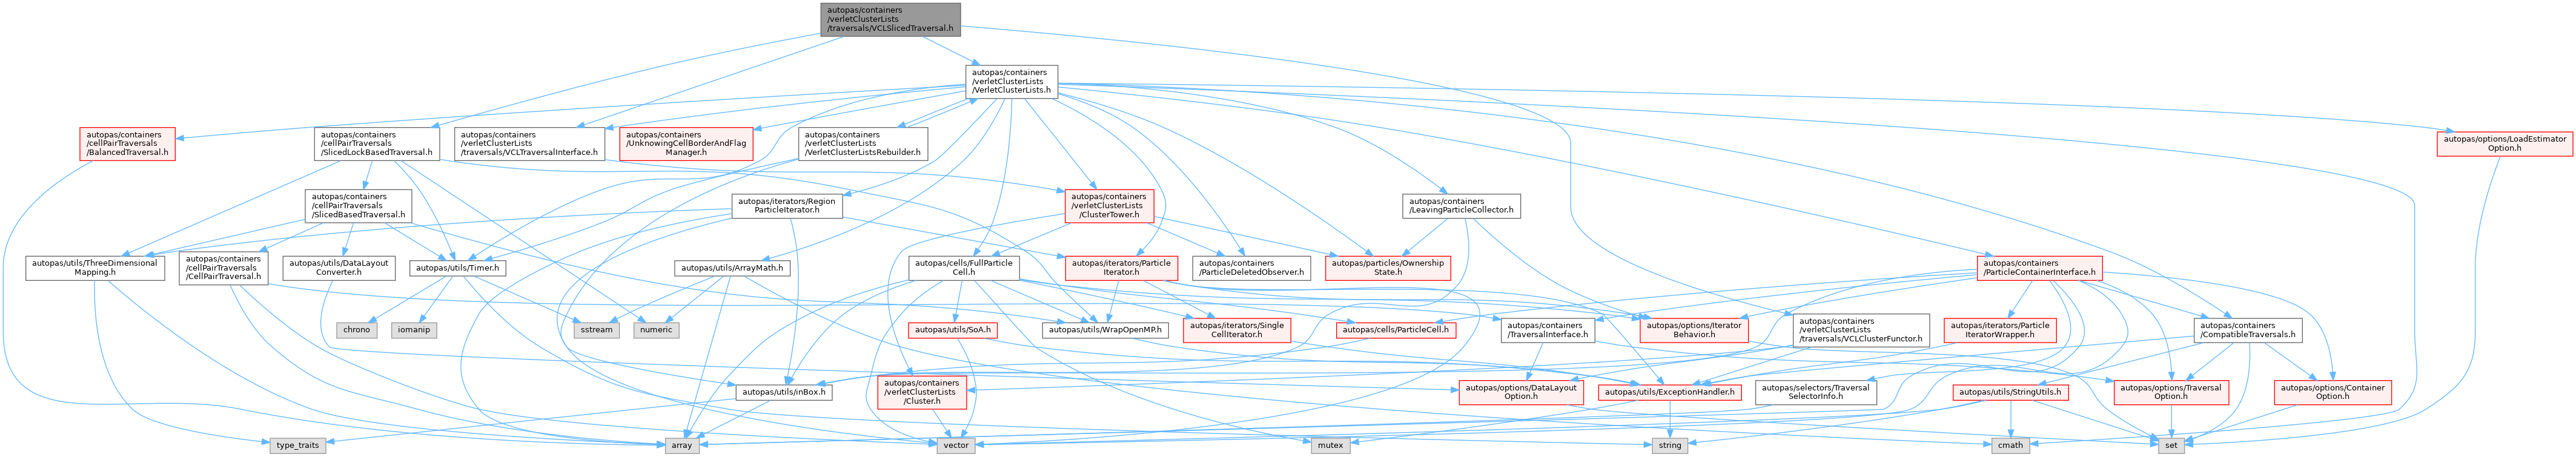 autopas/containers
/verletClusterLists
/traversals/VCLSlicedTraversal.h
autopas/containers
/verletClusterLists
/VerletClusterLists.h
autopas/containers
/cellPairTraversals
/BalancedTraversal.h
autopas/containers
/cellPairTraversals
/SlicedLockBasedTraversal.h
autopas/containers
/verletClusterLists
/traversals/VCLTraversalInterface.h
autopas/containers
/UnknowingCellBorderAndFlag
Manager.h
autopas/containers
/verletClusterLists
/VerletClusterListsRebuilder.h
autopas/options/LoadEstimator
Option.h
autopas/containers
/cellPairTraversals
/SlicedBasedTraversal.h
autopas/iterators/Region
ParticleIterator.h
autopas/containers
/verletClusterLists
/ClusterTower.h
autopas/containers
/LeavingParticleCollector.h
autopas/utils/ThreeDimensional
Mapping.h
autopas/containers
/cellPairTraversals
/CellPairTraversal.h
autopas/utils/DataLayout
Converter.h
autopas/utils/Timer.h
autopas/utils/ArrayMath.h
autopas/cells/FullParticle
Cell.h
autopas/iterators/Particle
Iterator.h
autopas/containers
/ParticleDeletedObserver.h
autopas/particles/Ownership
State.h
autopas/containers
/ParticleContainerInterface.h
chrono
iomanip
sstream
numeric
autopas/utils/SoA.h
autopas/utils/WrapOpenMP.h
autopas/iterators/Single
CellIterator.h
autopas/cells/ParticleCell.h
autopas/containers
/TraversalInterface.h
autopas/options/Iterator
Behavior.h
autopas/containers
/verletClusterLists
/traversals/VCLClusterFunctor.h
autopas/iterators/Particle
IteratorWrapper.h
autopas/containers
/CompatibleTraversals.h
autopas/utils/inBox.h
autopas/containers
/verletClusterLists
/Cluster.h
autopas/options/DataLayout
Option.h
autopas/utils/ExceptionHandler.h
autopas/selectors/Traversal
SelectorInfo.h
autopas/utils/StringUtils.h
autopas/options/Traversal
Option.h
autopas/options/Container
Option.h
type_traits
array
vector
mutex
string
cmath
set